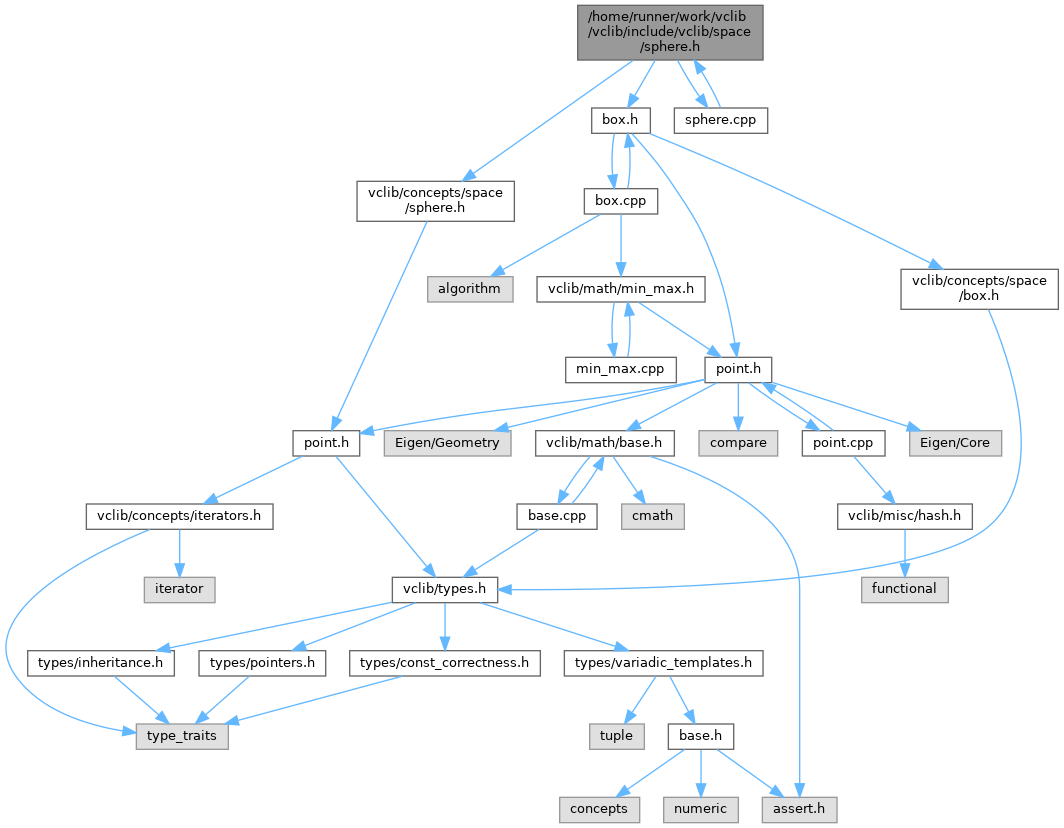 /home/runner/work/vclib
/vclib/include/vclib/space
/sphere.h
box.h
sphere.cpp
vclib/concepts/space
/sphere.h
box.cpp
algorithm
vclib/math/min_max.h
vclib/concepts/space
/box.h
min_max.cpp
point.h
point.h
Eigen/Geometry
vclib/math/base.h
compare
point.cpp
Eigen/Core
vclib/concepts/iterators.h
base.cpp
cmath
vclib/misc/hash.h
iterator
vclib/types.h
functional
types/inheritance.h
types/pointers.h
types/const_correctness.h
types/variadic_templates.h
type_traits
tuple
base.h
concepts
numeric
assert.h